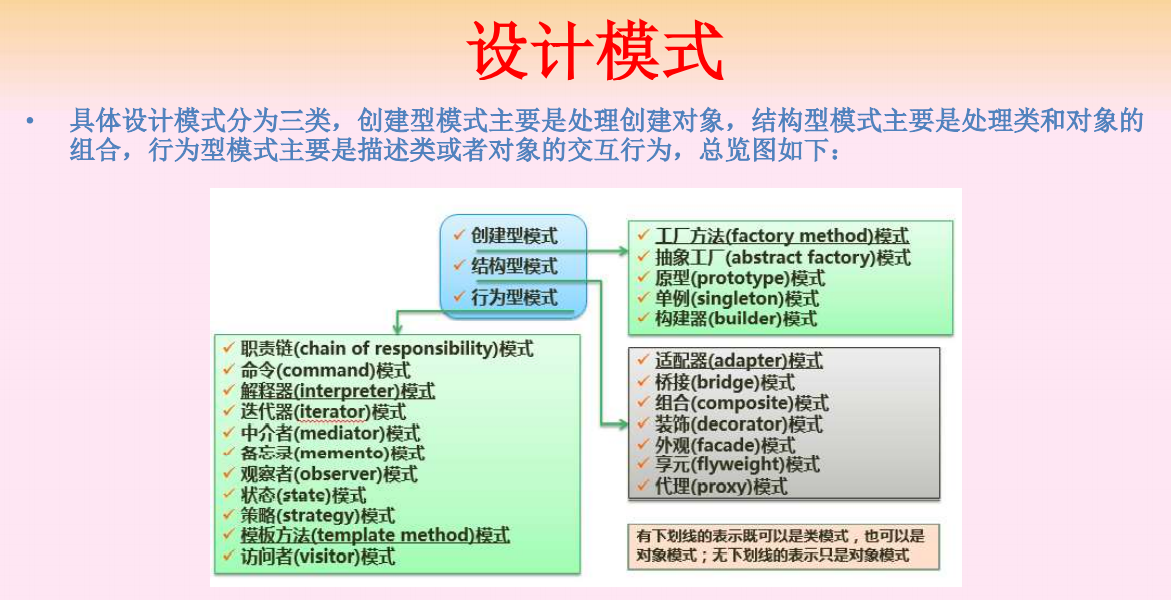 设计模式
• 具体设计模式分为三类，创建型模式主要是处理创建对象，结构型模式主要是处理类和对象的
组合，行为型模式主要是描述类或者对象的交互行为，总览图如下：
创建型模式
结构型模式
行为型模式
工厂方法(factory method)模式
抽象工厂(abstract factory)模式
原型(prototype)模式
单例(singleton)模式
构建器(builder)模式
职责链(chain of responsibility)模式
命令(command)模式
解释器(interpreter)模式
迭代器(iterator)模式
中介者(mediator)模式
备忘录(memento)模式
观察者(observer)模式
状态(state)模式
策略(strategy)模式
模板方法(template method)模式
访问者(visitor)模式
适配器(adapter)模式
桥接(bridge)模式
组合(composite)模式
装饰(decorator)模式
外观(facade)模式
享元(flyweight)模式
代理(proxy)模式
有下划线的表示既可以是类模式，也可以是
对象模式；无下划线的表示只是对象模式